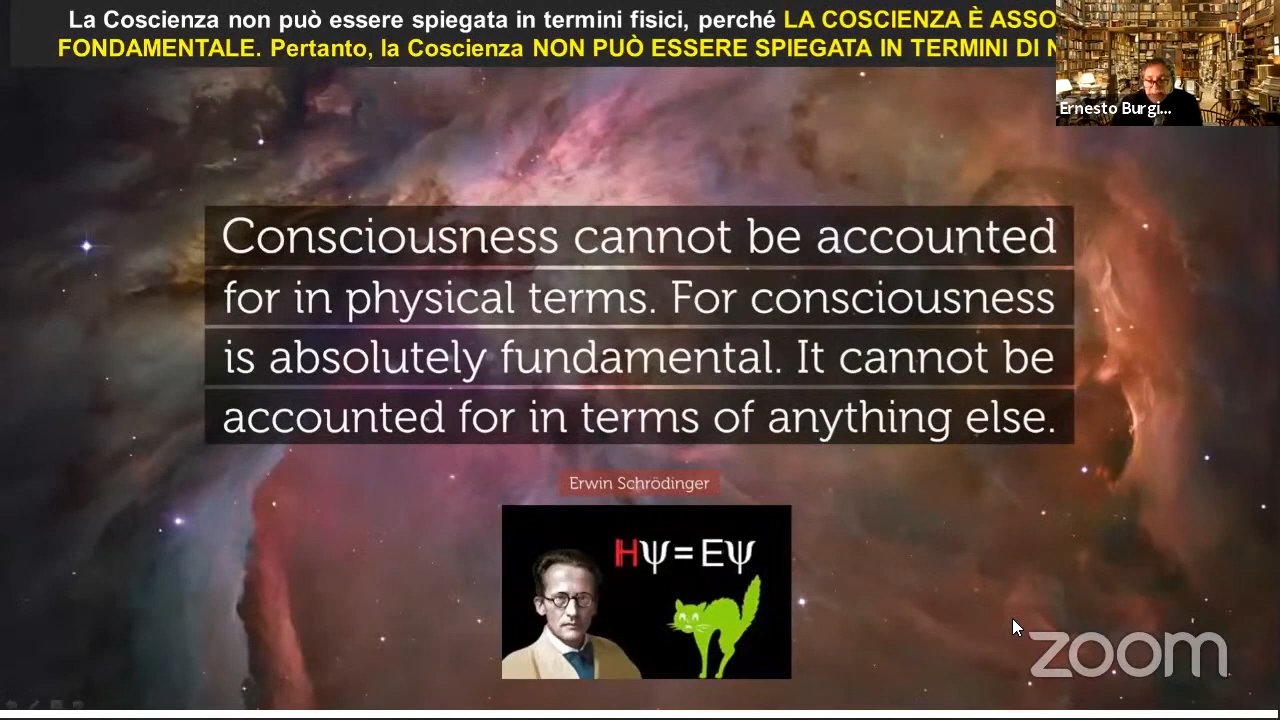 La Coscienza non può essere spiegata in termini fisici, perché LA COSCIENZA È ASSO
FONDAMENTALE. Pertanto, la Coscienza NON PUÒ ESSERE SPIEGATA IN TERMINI DI
Ernesto Burgi...
Consciousness cannot be accounted
for in physical terms. For consciousness
is absolutely fundamental. It cannot be
accounted for in terms of anything else.
Erwin Schrödinger
Hψ=Eψ
zoom